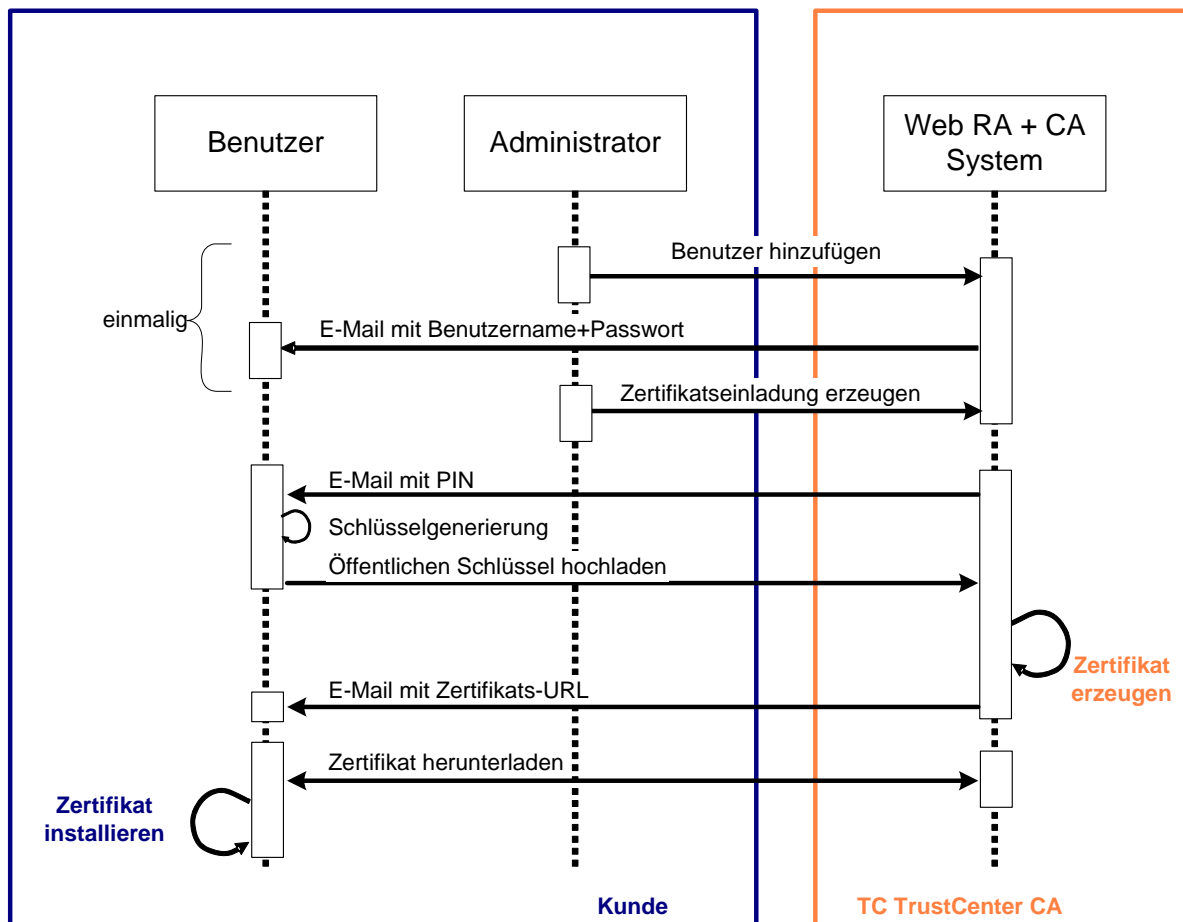 Benutzer
Administrator
Web RA + CA
System
Benutzer hinzufügen
einmalig
E-Mail mit Benutzername+Passwort
Zertifikatseinladung erzeugen
E-Mail mit PIN
Schlüsselgenerierung
Öffentlichen Schlüssel hochladen
Zertifikat
erzeugen
E-Mail mit Zertifikats-URL
Zertifikat herunterladen
Zertifikat
installieren
Kunde
TC TrustCenter CA